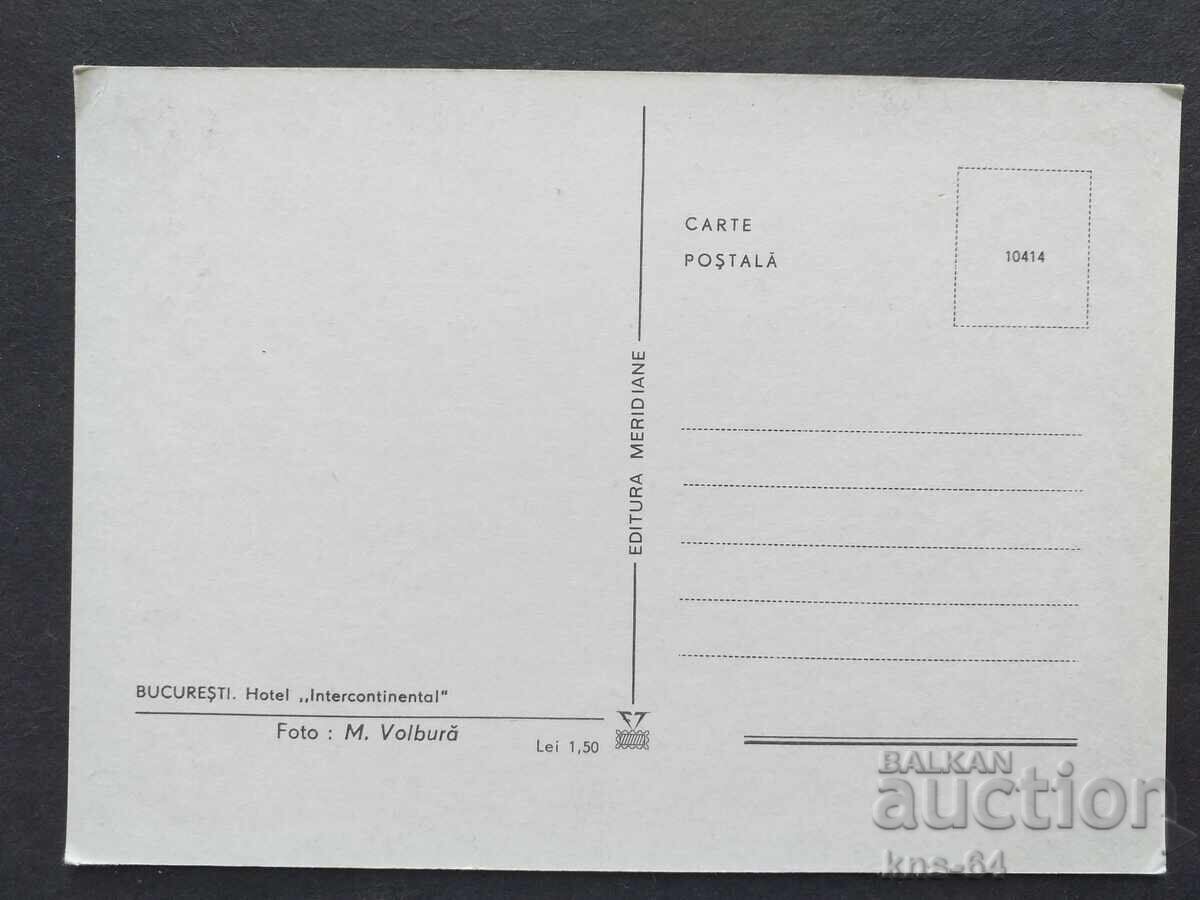 CARTE
POŞTALĂ
10414
EDITURA MERIDIANE
BUCUREŞTI. Hotel ,,Intercontinental"
Foto : M. Volbură
Lei 1,50
BALKAN
auction
kns-64